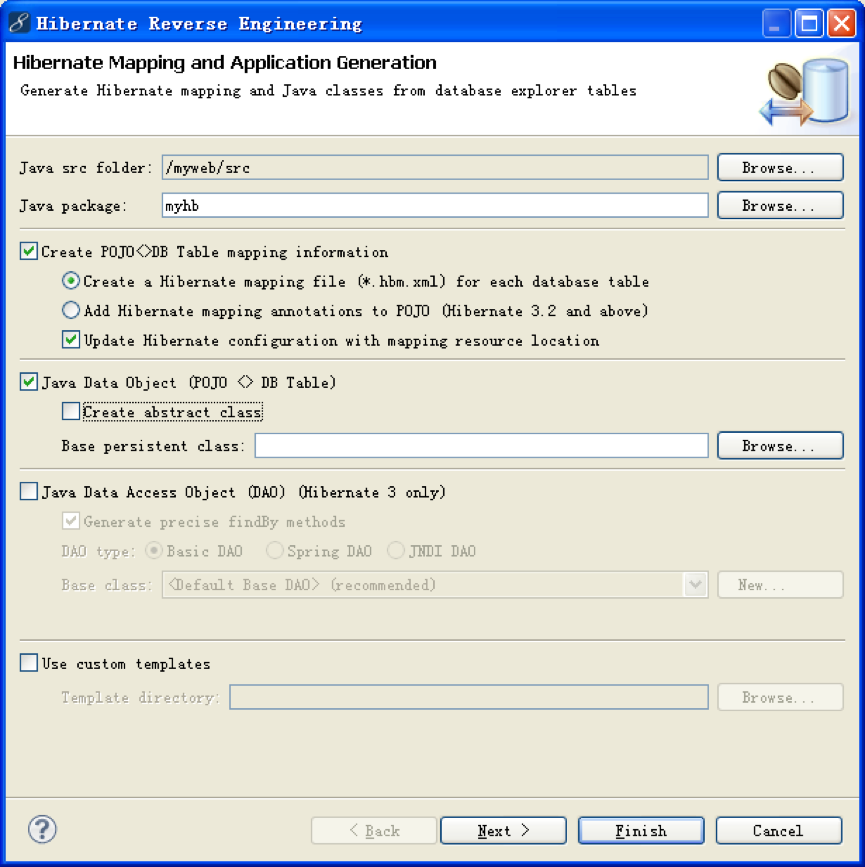 Hibernate Reverse Engineering
Hibernate Mapping and Application Generation
Generate Hibernate mapping and Java classes from database explorer tables
Java src folder: /myweb/src Browse...
Java package: myhb Browse...
Create POJO<>DB Table mapping information
Create a Hibernate mapping file (*.hbm.xml) for each database table
Add Hibernate mapping annotations to POJO (Hibernate 3.2 and above)
Update Hibernate configuration with mapping resource location
Java Data Object (POJO <> DB Table)
Create abstract class
Base persistent class: Browse...
Java Data Access Object (DAO) (Hibernate 3 only)
Generate precise findBy methods
DAO type: Basic DAO Spring DAO JNDI DAO
Base class: <Default Base DAO> (recommended) New...
Use custom templates
Template directory: Browse...
? < Back Next > Finish Cancel